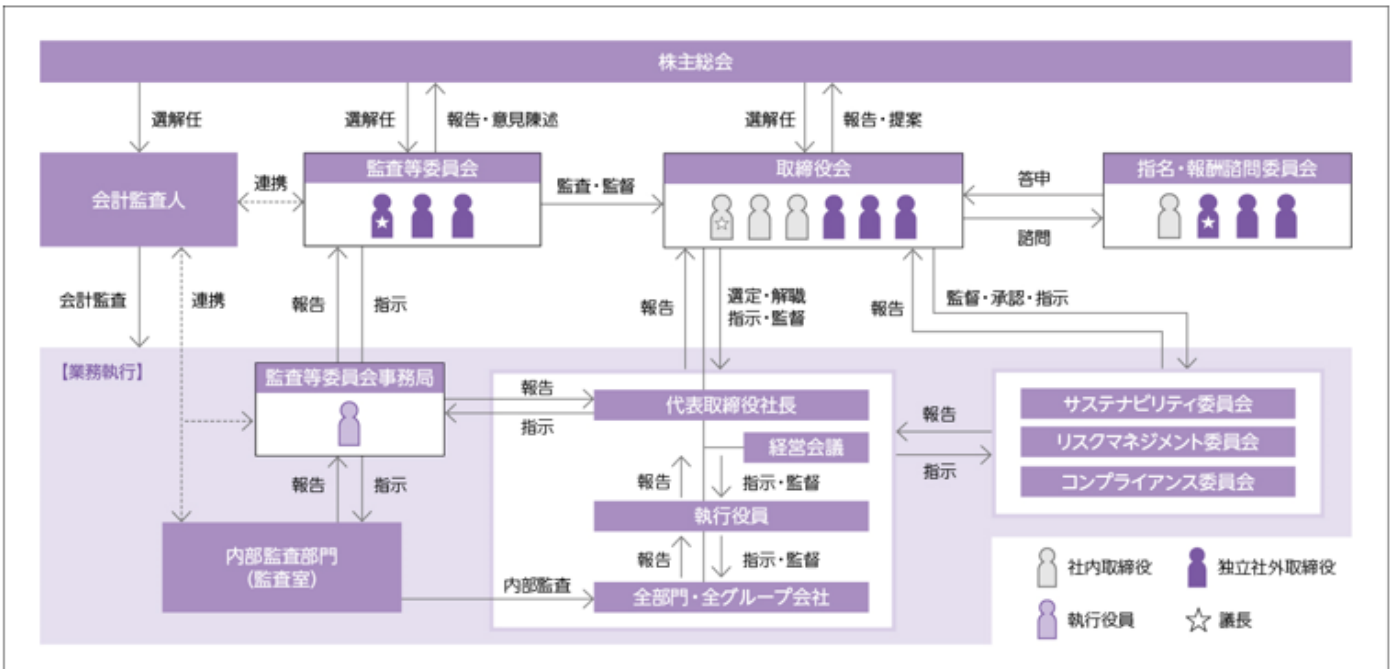 株主総会
選解任
選解任
報告・意見陳述
選解任
報告・提案
会計監査人
連携
監査等委員会
監査・監督
取締役会
答申
諮問
指名・報酬諮問委員会
会計監査
連携
報告
指示
報告
選定・解職
指示・監督
報告
監督・承認・指示
【業務執行】
監査等委員会事務局
報告
指示
代表取締役社長
経営会議
報告
指示・監督
執行役員
報告
指示・監督
全部門・全グループ会社
報告
指示
サステナビリティ委員会
リスクマネジメント委員会
コンプライアンス委員会
報告
指示
内部監査部門
(監査室)
内部監査
社内取締役
独立社外取締役
執行役員
議長